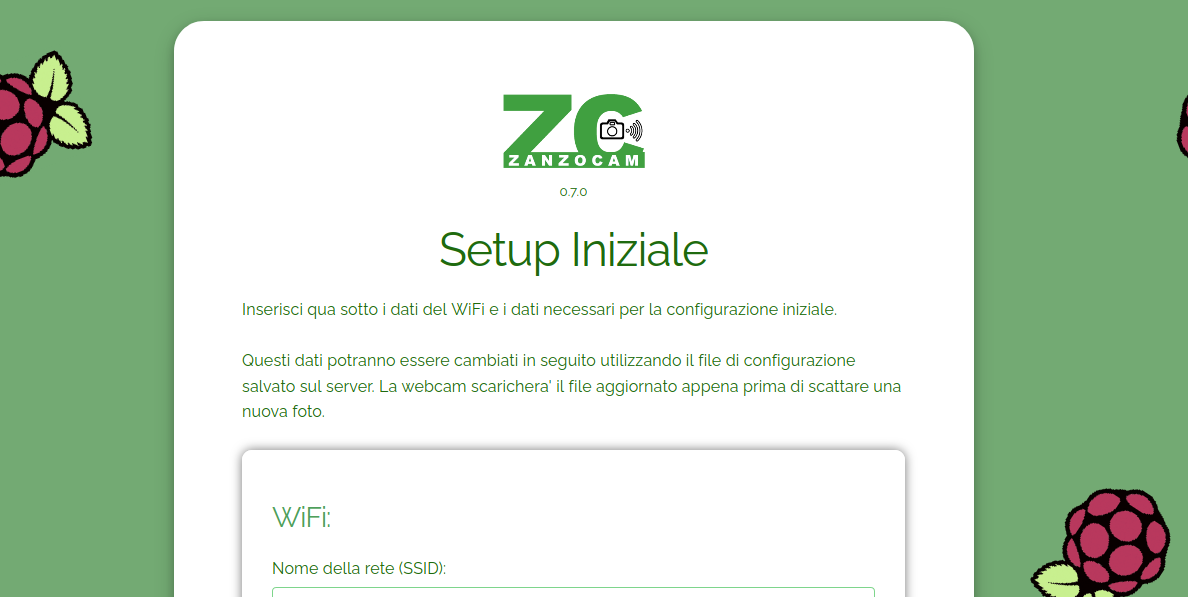 ZC
ZANZOCAM
0.7.0
Setup Iniziale
Inserisci qua sotto i dati del WiFi e i dati necessari per la configurazione iniziale.
Questi dati potranno essere cambiati in seguito utilizzando il file di configurazione
salvato sul server. La webcam scarichera' il file aggiornato appena prima di scattare una
nuova foto.
WiFi:
Nome della rete (SSID):